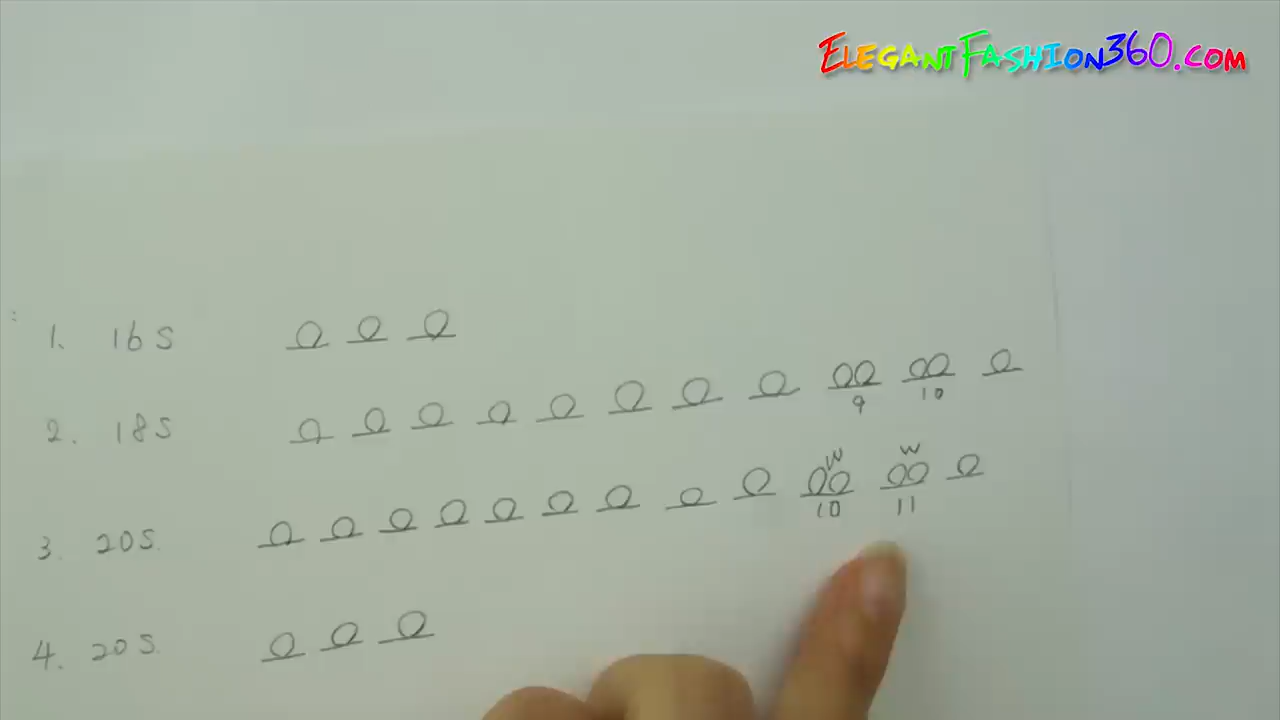 ELEGANTFASHION360.COM
1. 16S
2. 18S
9 10
W W
3. 20S.
10 11
4. 20S.